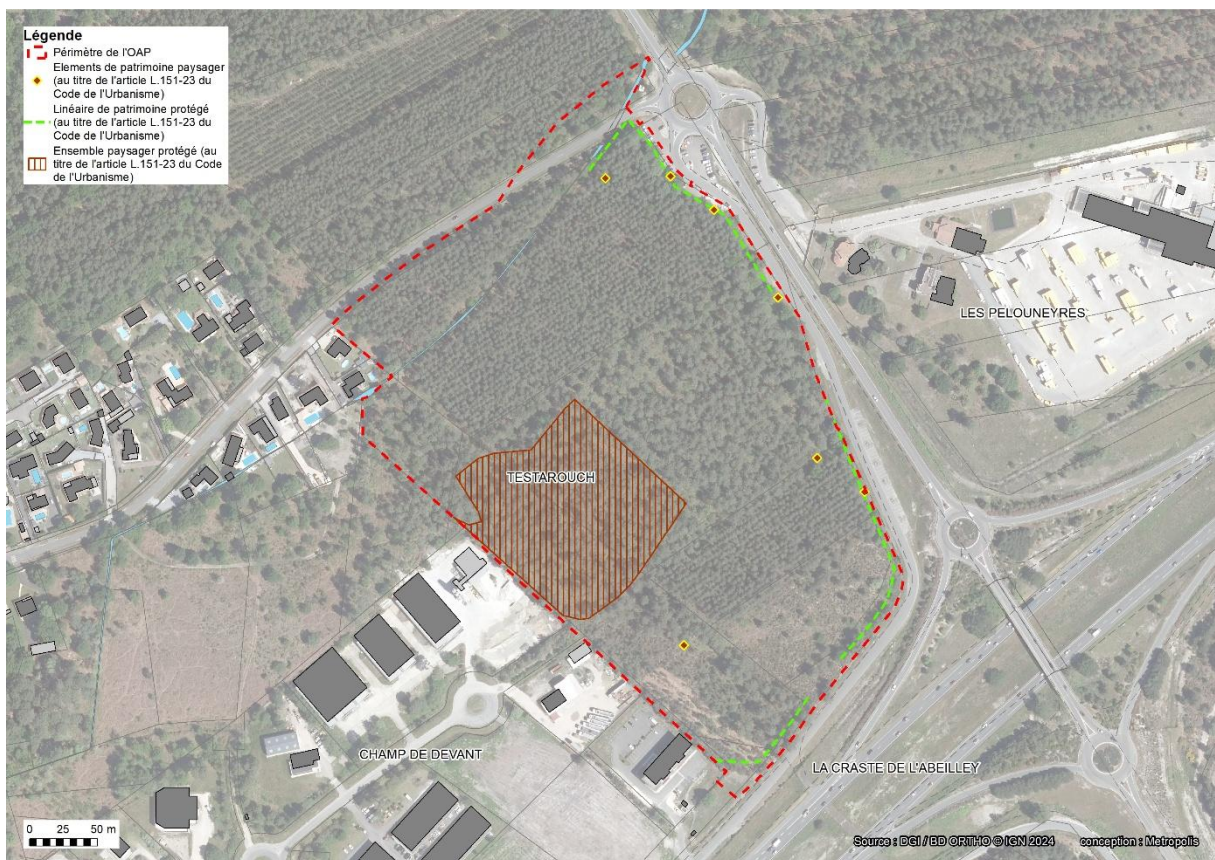 Légende
Périmètre de l'OAP
Elements de patrimoine paysager
(au titre de l'article L.151-23 du
Code de l'Urbanisme)
Linéaire de patrimoine protégé
(au titre de l'article L.151-23 du
Code de l'Urbanisme)
Ensemble paysager protégé (au
titre de l'article L.151-23 du Code
de l'Urbanisme)
LES PELOUNEYRES
TESTAROUCH
CHAMP DE DEVANT
LA CRASTE DE L'ABEILLEY
0 25 50 m
Source : DGI / BD ORTHO © IGN 2024 conception : Metropolis